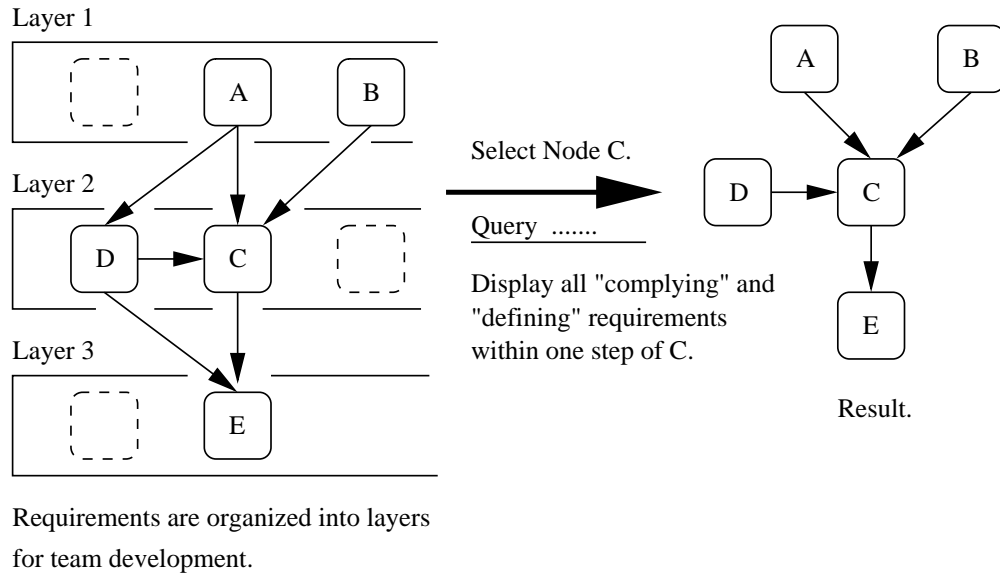 Layer 1
A
B
Layer 2
D
C
Layer 3
E
Requirements are organized into layers
for team development.
Select Node C.
Query .......
Display all "complying" and
"defining" requirements
within one step of C.
A
B
D
C
E
Result.